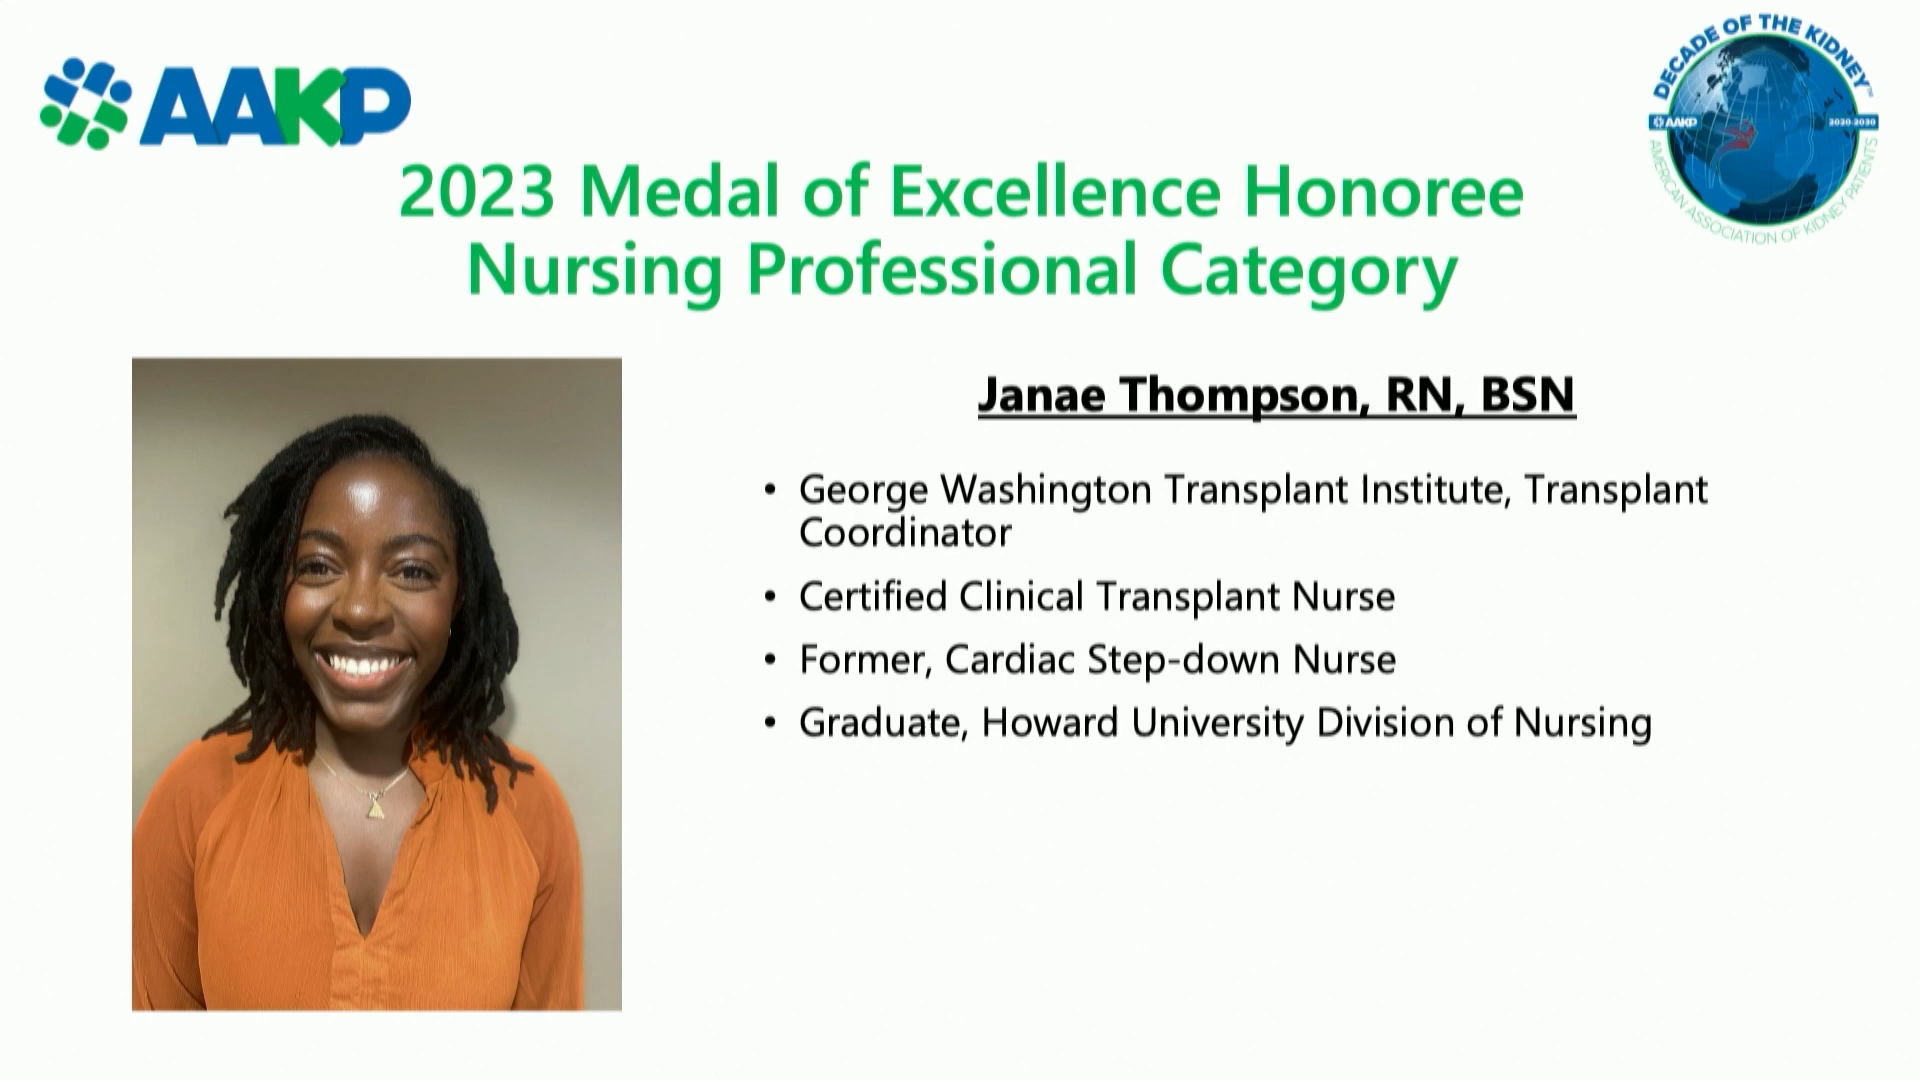 AAKP
DECADE OF THE KIDNEY™
AAKP
2020-2030
AMERICAN ASSOCIATION OF KIDNEY PATIENTS
2023 Medal of Excellence Honoree
Nursing Professional Category
Janae Thompson, RN, BSN
• George Washington Transplant Institute, Transplant
Coordinator
• Certified Clinical Transplant Nurse
• Former, Cardiac Step-down Nurse
• Graduate, Howard University Division of Nursing